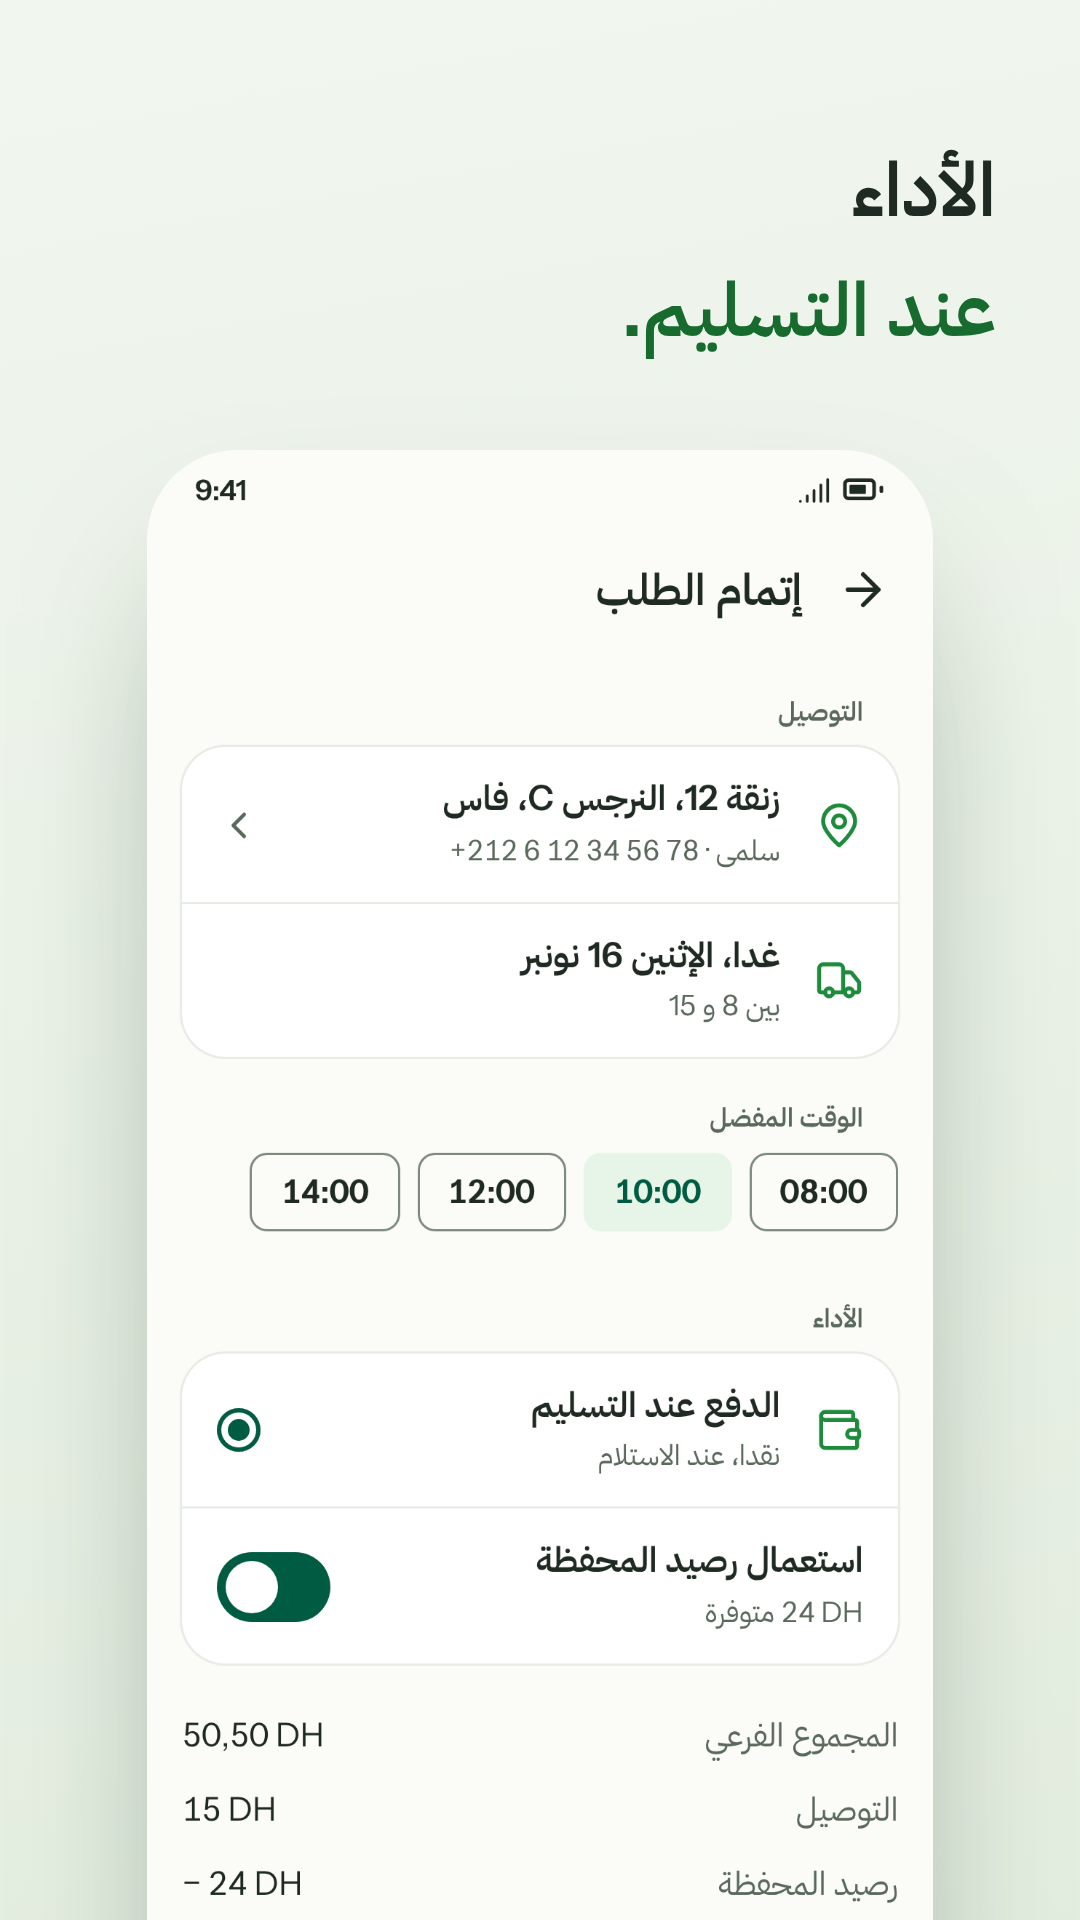 الأداء
عند التسليم.
9:41
إتمام الطلب
التوصيل
زنقة 12، النرجس C، فاس
سلمى · 78 56 34 12 6 212+
غدا، الإثنين 16 نونبر
بين 8 و 15
الوقت المفضل
08:00
10:00
12:00
14:00
الأداء
الدفع عند التسليم
نقدا، عند الاستلام
استعمال رصيد المحفظة
24 DH متوفرة
المجموع الفرعي 50,50 DH
التوصيل 15 DH
رصيد المحفظة − 24 DH